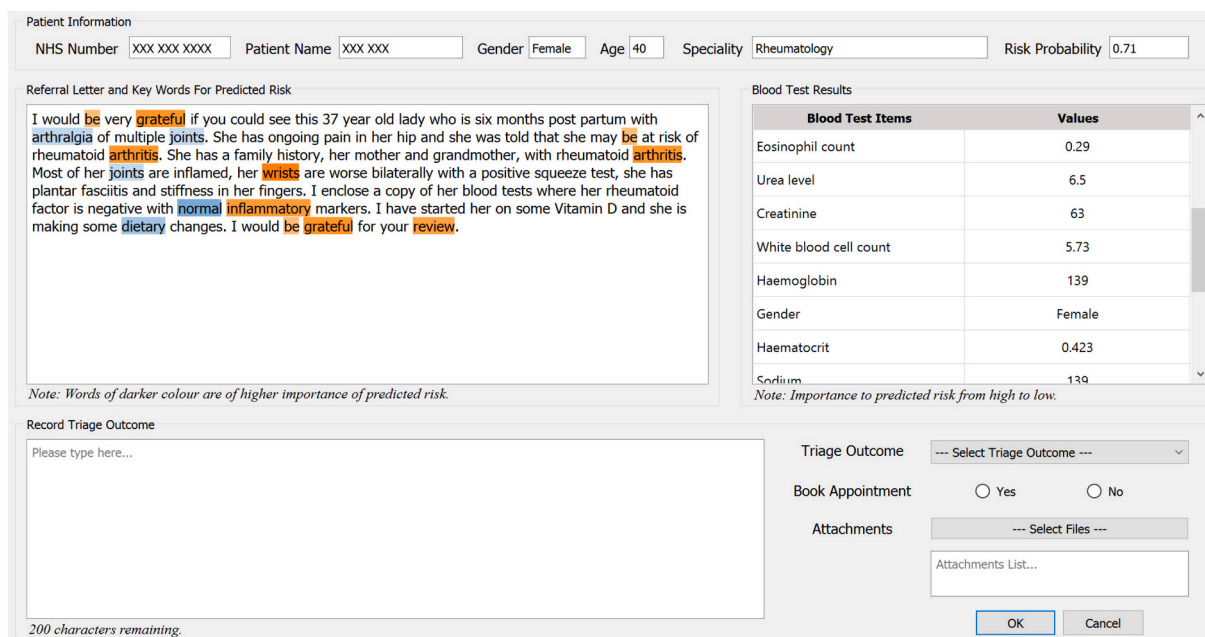 Patient Information
NHS Number XXX XXX XXXX Patient Name XXX XXX Gender Female Age 40 Speciality Rheumatology Risk Probability 0.71
Referral Letter and Key Words For Predicted Risk
I would be very grateful if you could see this 37 year old lady who is six months post partum with
arthralgia of multiple joints. She has ongoing pain in her hip and she was told that she may be at risk of
rheumatoid arthritis. She has a family history, her mother and grandmother, with rheumatoid arthritis.
Most of her joints are inflamed, her wrists are worse bilaterally with a positive squeeze test, she has
plantar fasciitis and stiffness in her fingers. I enclose a copy of her blood tests where her rheumatoid
factor is negative with normal inflammatory markers. I have started her on some Vitamin D and she is
making some dietary changes. I would be grateful for your review.
Note: Words of darker colour are of higher importance of predicted risk.
Blood Test Results
Blood Test Items Values
Eosinophil count 0.29
Urea level 6.5
Creatinine 63
White blood cell count 5.73
Haemoglobin 139
Gender Female
Haematocrit 0.423
Sodium 139
Note: Importance to predicted risk from high to low.
Record Triage Outcome
Please type here...
200 characters remaining.
Triage Outcome --- Select Triage Outcome ---
Book Appointment Yes No
Attachments --- Select Files ---
Attachments List...
OK Cancel